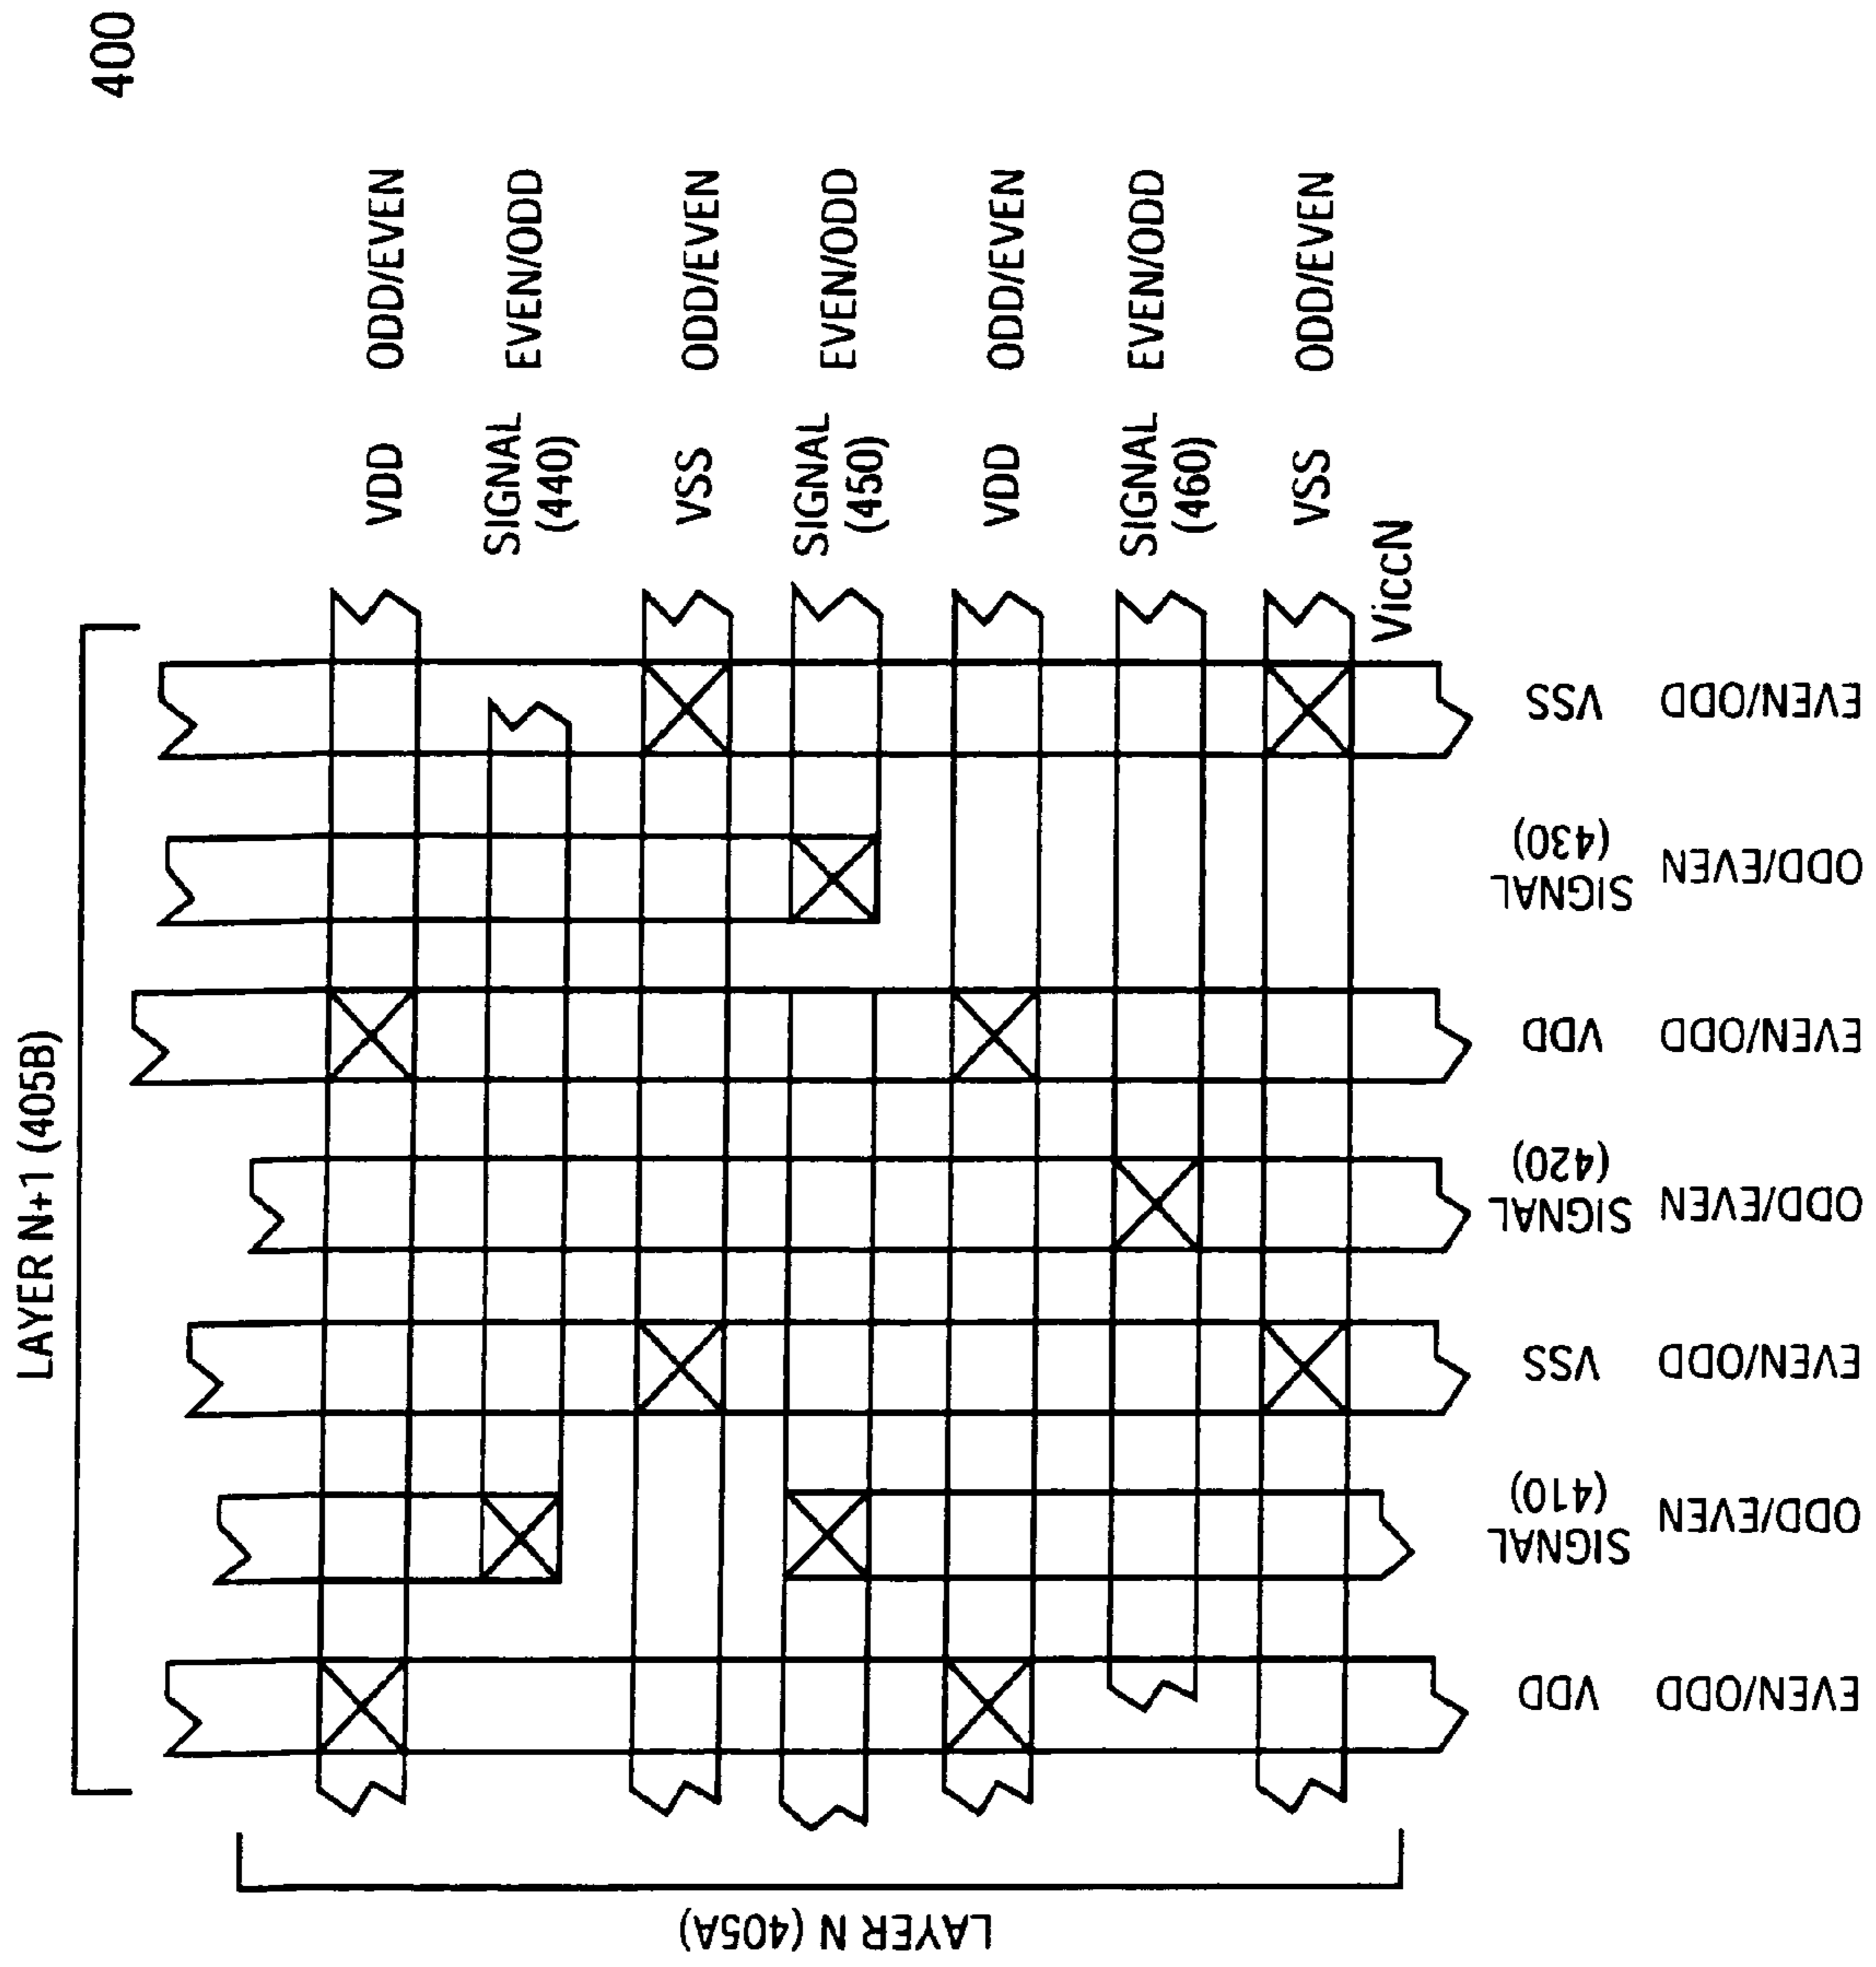 400
LAYER N+1 (405B)
VDD ODD/EVEN
SIGNAL EVEN/ODD
(440)
VSS ODD/EVEN
SIGNAL EVEN/ODD
(450)
VDD ODD/EVEN
SIGNAL EVEN/ODD
(460)
VSS ODD/EVEN
ViccN
LAYER N (405A)
VDD
EVEN/ODD
SIGNAL
(410)
ODD/EVEN
VSS
EVEN/ODD
SIGNAL
(420)
ODD/EVEN
VDD
EVEN/ODD
SIGNAL
(430)
ODD/EVEN
VSS
EVEN/ODD